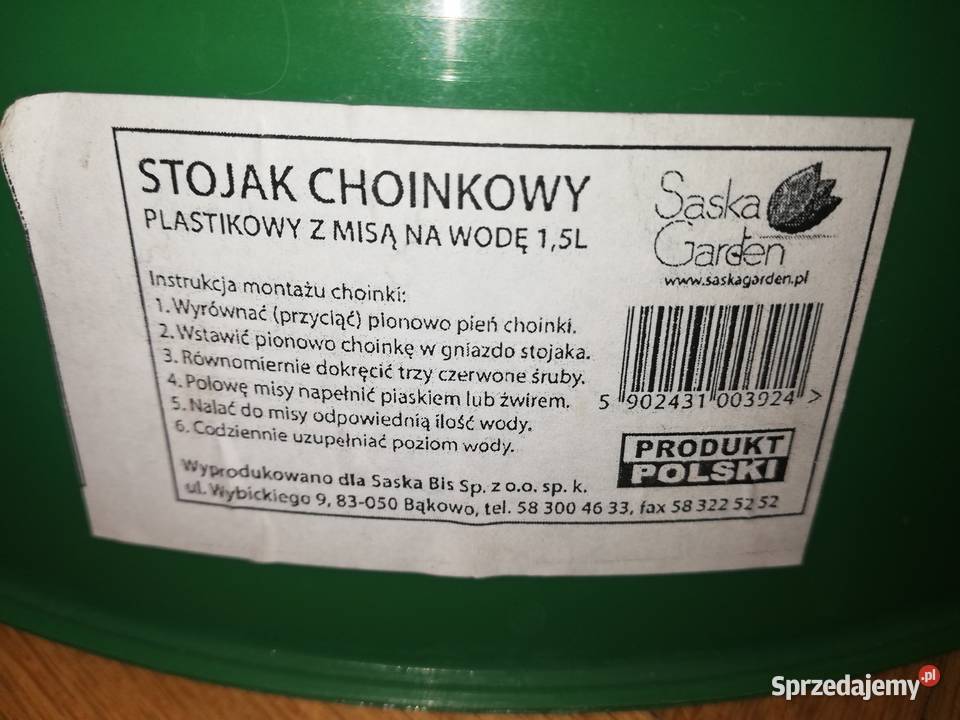 STOJAK CHOINKOWY
PLASTIKOWY Z MISĄ NA WODĘ 1,5L
Saska
Garden
www.saskagarden.pl
Instrukcja montażu choinki:
1. Wyrównać (przyciąć) pionowo pień choinki.
2. Wstawić pionowo choinkę w gniazdo stojaka.
3. Równomiernie dokręcić trzy czerwone śruby.
4. Połowę misy napełnić piaskiem lub żwirem.
5. Nalać do misy odpowiednią ilość wody.
6. Codziennie uzupełniać poziom wody.
5 902431 003924 >
PRODUKT
POLSKI
Wyprodukowano dla Saska Bis Sp. z o.o. sp. k.
ul. Wybickiego 9, 83-050 Bąkowo, tel. 58 300 46 33, fax 58 322 52 52
Sprzedajemy.pl